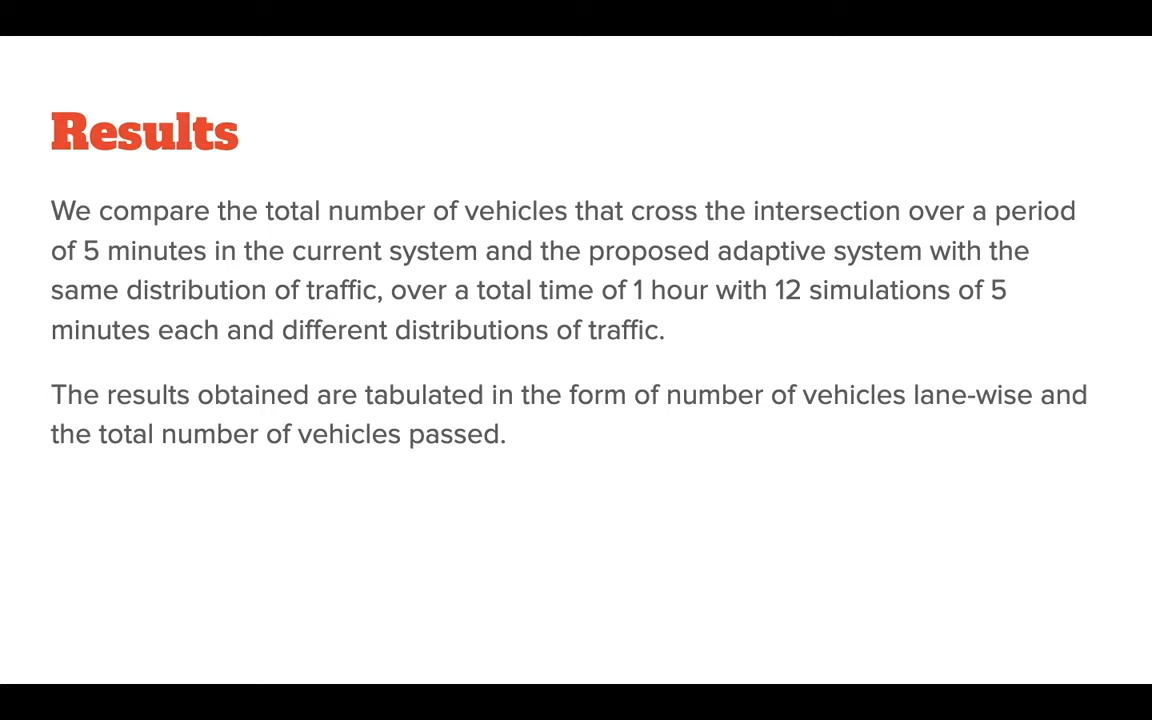 Results
We compare the total number of vehicles that cross the intersection over a period
of 5 minutes in the current system and the proposed adaptive system with the
same distribution of traffic, over a total time of 1 hour with 12 simulations of 5
minutes each and different distributions of traffic.
The results obtained are tabulated in the form of number of vehicles lane-wise and
the total number of vehicles passed.